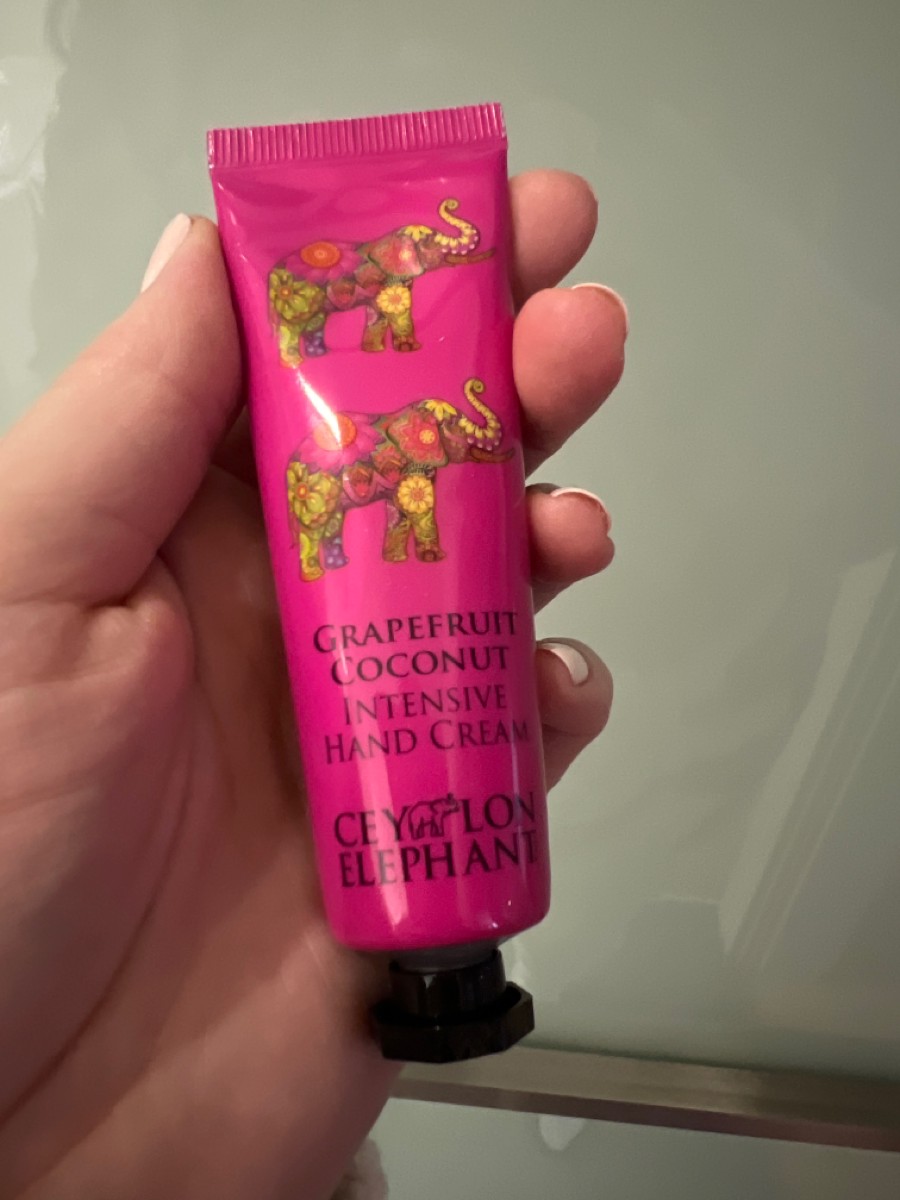 GRAPEFRUIT
COCONUT
INTENSIVE
HAND CREAM
CEYLON
ELEPHANT